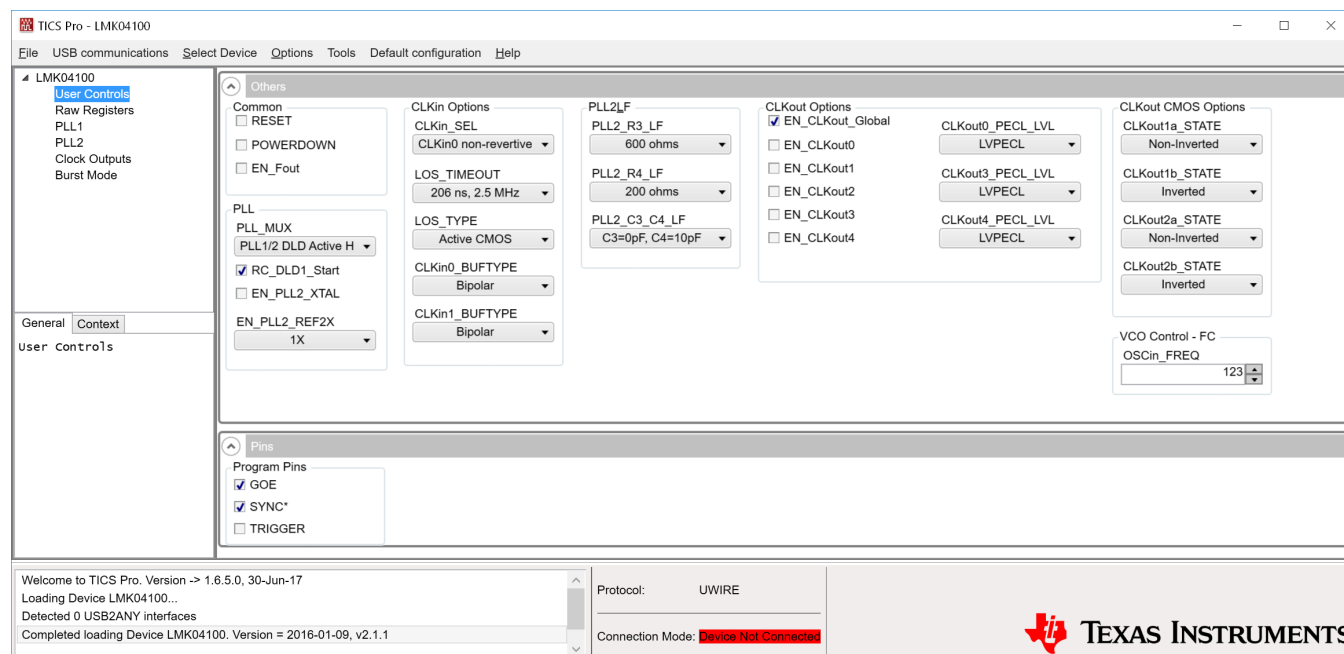 TICS Pro - LMK04100
File USB communications Select Device Options Tools Default configuration Help
LMK04100
User Controls
Raw Registers
PLL1
PLL2
Clock Outputs
Burst Mode
General Context
User Controls
Others
Common
RESET
POWERDOWN
EN_Fout
PLL
PLL_MUX
PLL1/2 DLD Active H
RC_DLD1_Start
EN_PLL2_XTAL
EN_PLL2_REF2X
1X
CLKin Options
CLKin_SEL
CLKin0 non-revertive
LOS_TIMEOUT
206 ns, 2.5 MHz
LOS_TYPE
Active CMOS
CLKin0_BUFTYPE
Bipolar
CLKin1_BUFTYPE
Bipolar
PLL2LF
PLL2_R3_LF
600 ohms
PLL2_R4_LF
200 ohms
PLL2_C3_C4_LF
C3=0pF, C4=10pF
CLKout Options
EN_CLKout_Global
EN_CLKout0
EN_CLKout1
EN_CLKout2
EN_CLKout3
EN_CLKout4
CLKout0_PECL_LVL
LVPECL
CLKout3_PECL_LVL
LVPECL
CLKout4_PECL_LVL
LVPECL
CLKout CMOS Options
CLKout1a_STATE
Non-Inverted
CLKout1b_STATE
Inverted
CLKout2a_STATE
Non-Inverted
CLKout2b_STATE
Inverted
VCO Control - FC
OSCin_FREQ
123
Pins
Program Pins
GOE
SYNC*
TRIGGER
Welcome to TICS Pro. Version -> 1.6.5.0, 30-Jun-17
Loading Device LMK04100...
Detected 0 USB2ANY interfaces
Completed loading Device LMK04100. Version = 2016-01-09, v2.1.1
Protocol: UWIRE
Connection Mode: Device Not Connected
TEXAS INSTRUMENTS